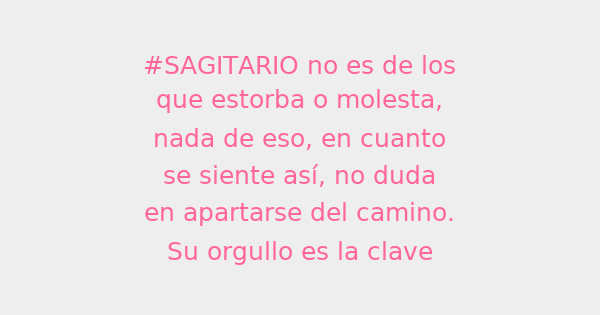 #SAGITARIO no es de los
que estorba o molesta,
nada de eso, en cuanto
se siente así, no duda
en apartarse del camino.
Su orgullo es la clave